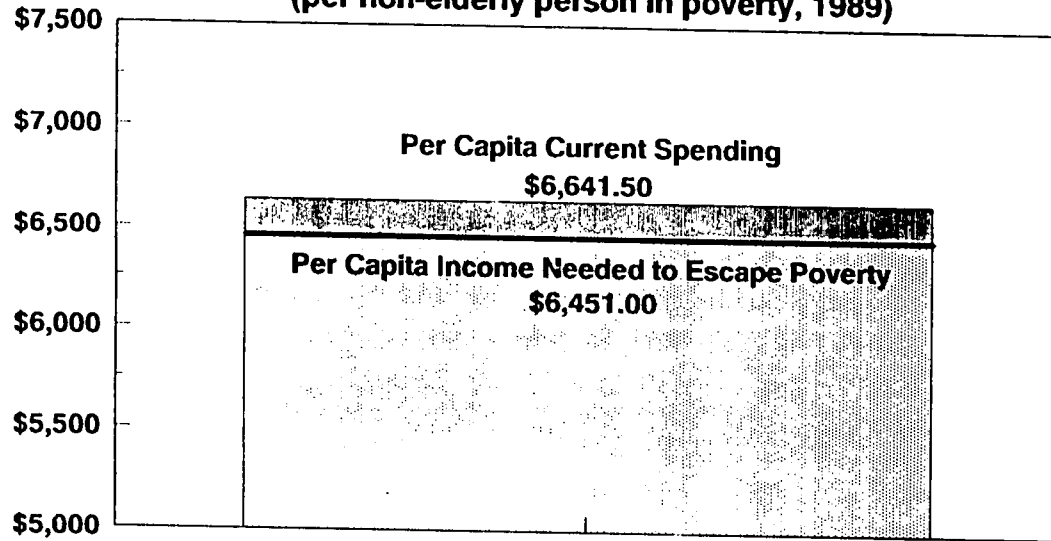 (per non-elderly person in poverty, 1989)
$7,500
$7,000
Per Capita Current Spending
$6,641.50
$6,500
Per Capita Income Needed to Escape Poverty
$6,451.00
$6,000
$5,500
$5,000